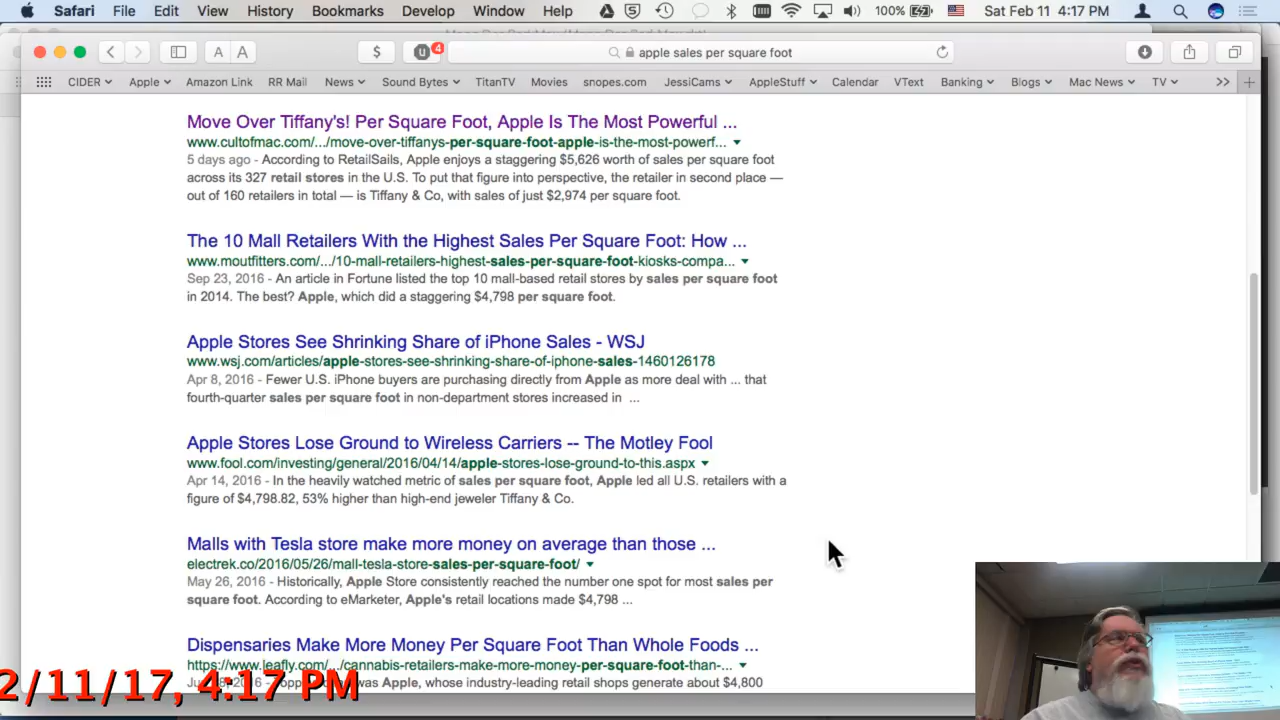 Safari File Edit View History Bookmarks Develop Window Help 100% Sat Feb 11 4:17 PM
A A $ u 4 apple sales per square foot
CIDER Apple Amazon Link RR Mail News Sound Bytes TitanTV Movies snopes.com JessiCams AppleStuff Calendar VText Banking Blogs Mac News TV >> +
Move Over Tiffany's! Per Square Foot, Apple Is The Most Powerful ...
www.cultofmac.com/.../move-over-tiffanys-per-square-foot-apple-is-the-most-powerf...
5 days ago - According to RetailSails, Apple enjoys a staggering $5,626 worth of sales per square foot
across its 327 retail stores in the U.S. To put that figure into perspective, the retailer in second place —
out of 160 retailers in total — is Tiffany & Co, with sales of just $2,974 per square foot.
The 10 Mall Retailers With the Highest Sales Per Square Foot: How ...
www.moutfitters.com/.../10-mall-retailers-highest-sales-per-square-foot-kiosks-compa...
Sep 23, 2016 - An article in Fortune listed the top 10 mall-based retail stores by sales per square foot
in 2014. The best? Apple, which did a staggering $4,798 per square foot.
Apple Stores See Shrinking Share of iPhone Sales - WSJ
www.wsj.com/articles/apple-stores-see-shrinking-share-of-iphone-sales-1460126178
Apr 8, 2016 - Fewer U.S. iPhone buyers are purchasing directly from Apple as more deal with ... that
fourth-quarter sales per square foot in non-department stores increased in ...
Apple Stores Lose Ground to Wireless Carriers -- The Motley Fool
www.fool.com/investing/general/2016/04/14/apple-stores-lose-ground-to-this.aspx
Apr 14, 2016 - In the heavily watched metric of sales per square foot, Apple led all U.S. retailers with a
figure of $4,798.82, 53% higher than high-end jeweler Tiffany & Co.
Malls with Tesla store make more money on average than those ...
electrek.co/2016/05/26/mall-tesla-store-sales-per-square-foot/
May 26, 2016 - Historically, Apple Store consistently reached the number one spot for most sales per
square foot. According to eMarketer, Apple's retail locations made $4,798 ...
Dispensaries Make More Money Per Square Foot Than Whole Foods ...
https://www.leafly.com/.../cannabis-retailers-make-more-money-per-square-foot-than-...
was Apple, whose industry-leading retail shops generate about $4,800
2/11/17, 4:17 PM